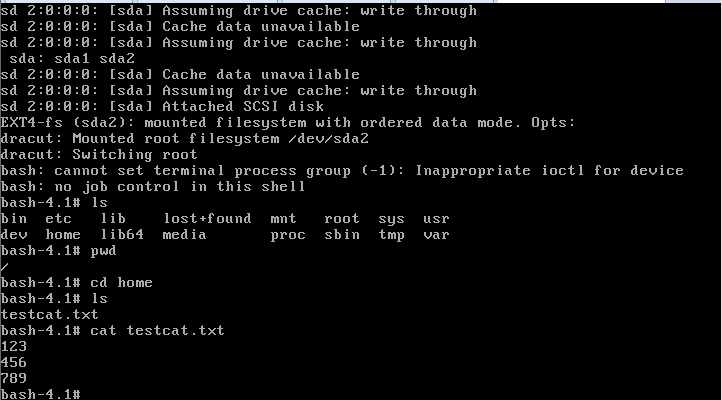 sd 2:0:0:0: [sda] Assuming drive cache: write through
sd 2:0:0:0: [sda] Cache data unavailable
sd 2:0:0:0: [sda] Assuming drive cache: write through
 sda: sda1 sda2
sd 2:0:0:0: [sda] Cache data unavailable
sd 2:0:0:0: [sda] Assuming drive cache: write through
sd 2:0:0:0: [sda] Attached SCSI disk
EXT4-fs (sda2): mounted filesystem with ordered data mode. Opts:
dracut: Mounted root filesystem /dev/sda2
dracut: Switching root
bash: cannot set terminal process group (-1): Inappropriate ioctl for device
bash: no job control in this shell
bash-4.1# ls
bin  etc   lib    lost+found  mnt   root  sys  usr
dev  home  lib64  media       proc  sbin  tmp  var
bash-4.1# pwd
/
bash-4.1# cd home
bash-4.1# ls
testcat.txt
bash-4.1# cat testcat.txt
123
456
789
bash-4.1#